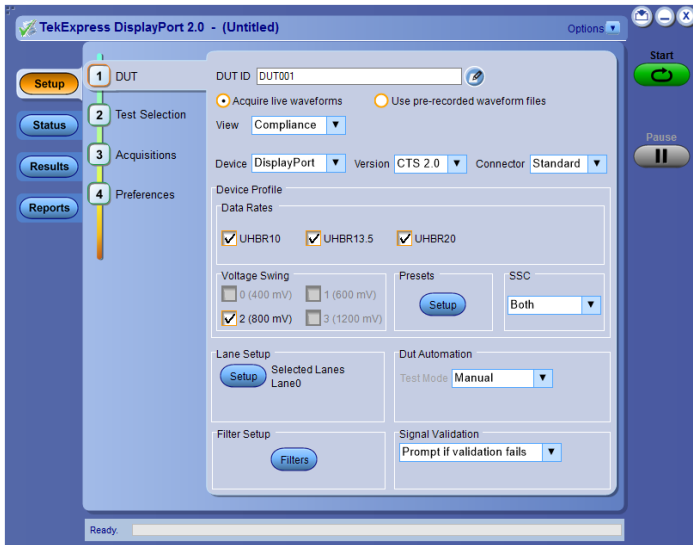 TekExpress DisplayPort 2.0 - (Untitled)
Options
Start
Pause
Setup
Status
Results
Reports
1 DUT
2 Test Selection
3 Acquisitions
4 Preferences
DUT ID DUT001
Acquire live waveforms Use pre-recorded waveform files
View Compliance
Device DisplayPort Version CTS 2.0 Connector Standard
Device Profile
Data Rates
UHBR10 UHBR13.5 UHBR20
Voltage Swing
0 (400 mV) 1 (600 mV)
2 (800 mV) 3 (1200 mV)
Presets
Setup
SSC
Both
Lane Setup
Setup Selected Lanes
Lane0
Dut Automation
Test Mode Manual
Filter Setup
Filters
Signal Validation
Prompt if validation fails
Ready.